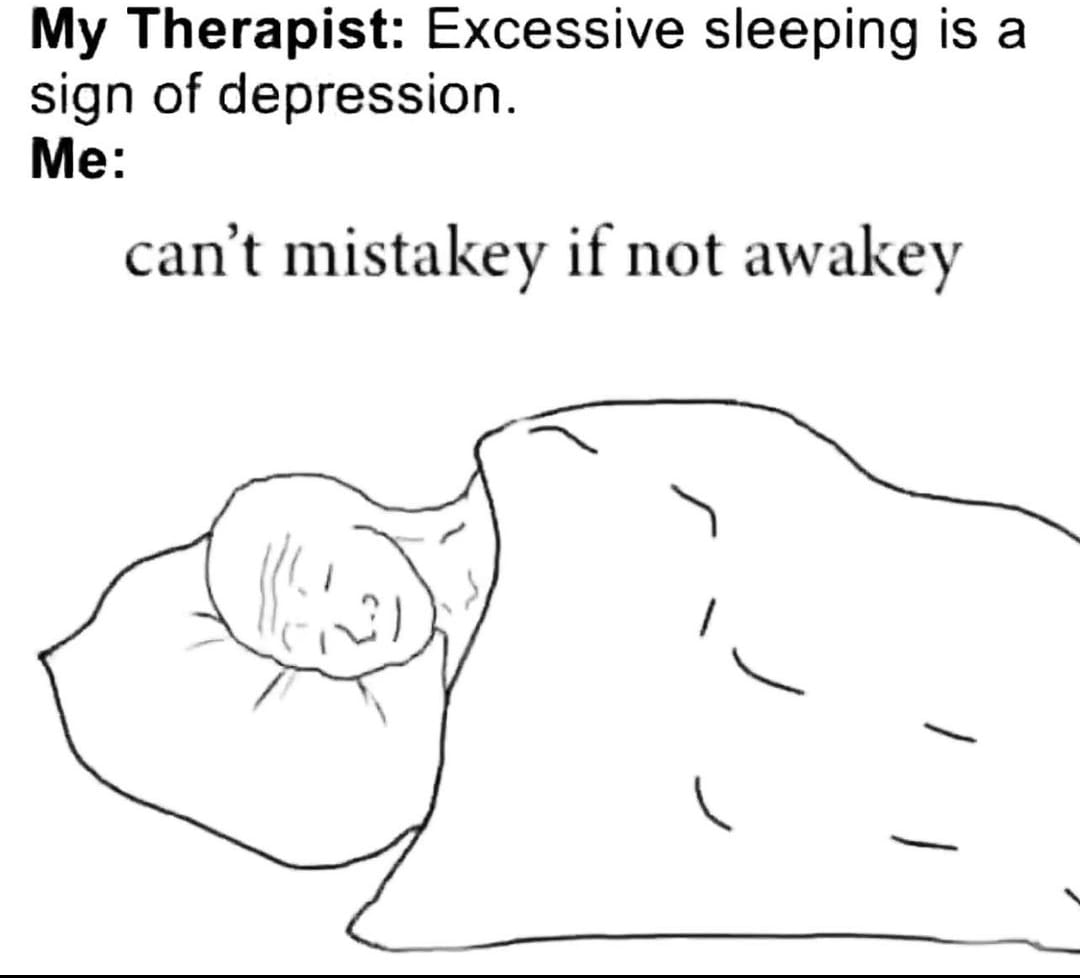 My Therapist: Excessive sleeping is a
sign of depression.
Me:
can't mistakey if not awakey